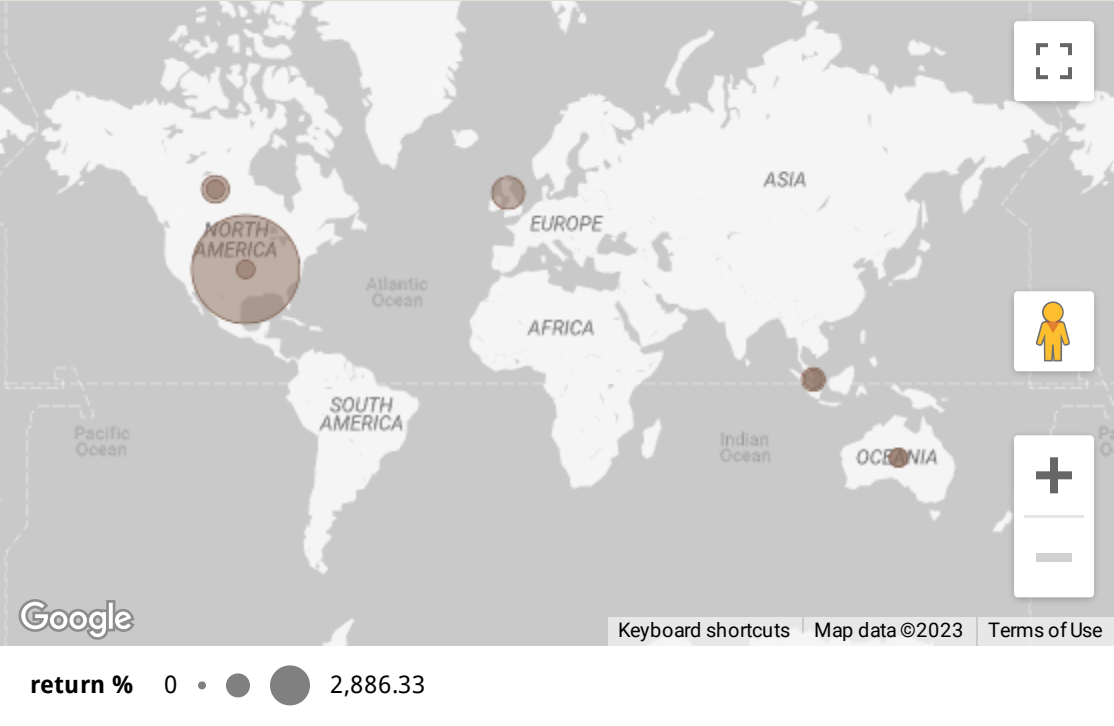 ASIA
NORTH
AMERICA
EUROPE
Atlantic
Ocean
AFRICA
SOUTH
AMERICA
Pacific
Ocean
Indian
Ocean
OCEANIA
Pa
O
Google
Keyboard shortcuts
Map data ©2023
Terms of Use
return % 0 2,886.33